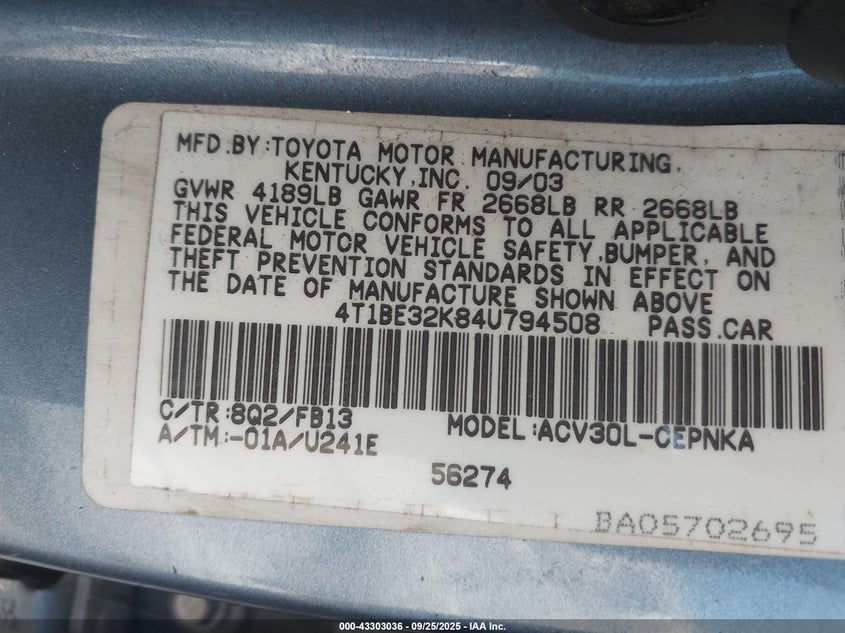 MFD.BY:TOYOTA MOTOR MANUFACTURING,
KENTUCKY,INC. 09/03
GVWR 4189LB GAWR FR 2668LB RR 2668LB
THIS VEHICLE CONFORMS TO ALL APPLICABLE
FEDERAL MOTOR VEHICLE SAFETY,BUMPER, AND
THEFT PREVENTION STANDARDS IN EFFECT ON
THE DATE OF MANUFACTURE SHOWN ABOVE
4T1BE32K84U794508 PASS.CAR
C/TR:8Q2/FB13 MODEL:ACV30L-CEPNKA
A/TM:-01A/U241E
56274
BA05702695
000-43303036 - 09/25/2025 - IAA Inc.